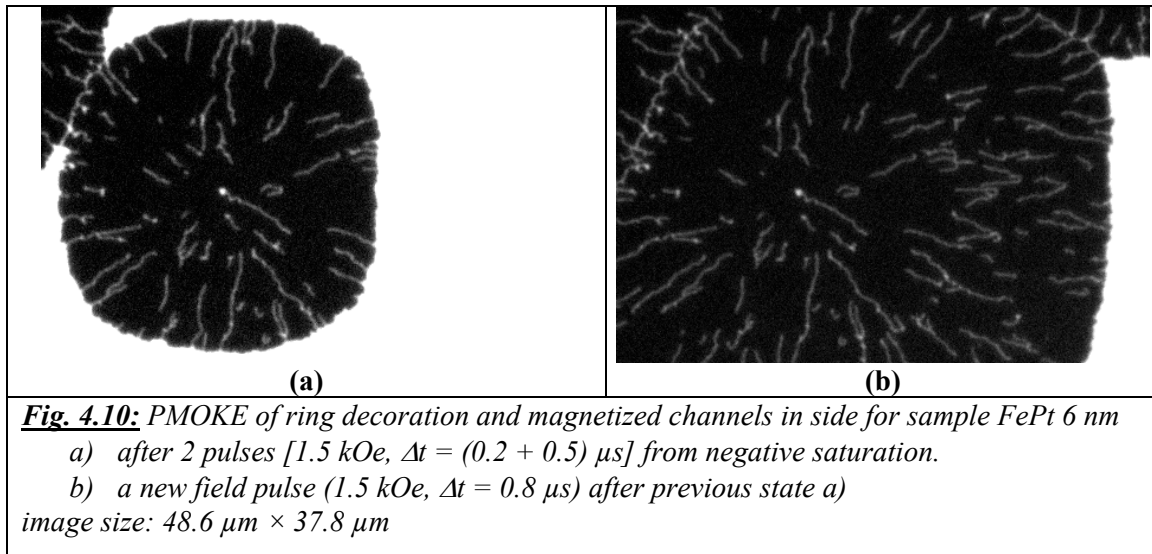 (a)
(b)
Fig. 4.10: PMOKE of ring decoration and magnetized channels in side for sample FePt 6 nm
a) after 2 pulses [1.5 kOe, Δt = (0.2 + 0.5) µs] from negative saturation.
b) a new field pulse (1.5 kOe, Δt = 0.8 µs) after previous state a)
image size: 48.6 µm × 37.8 µm